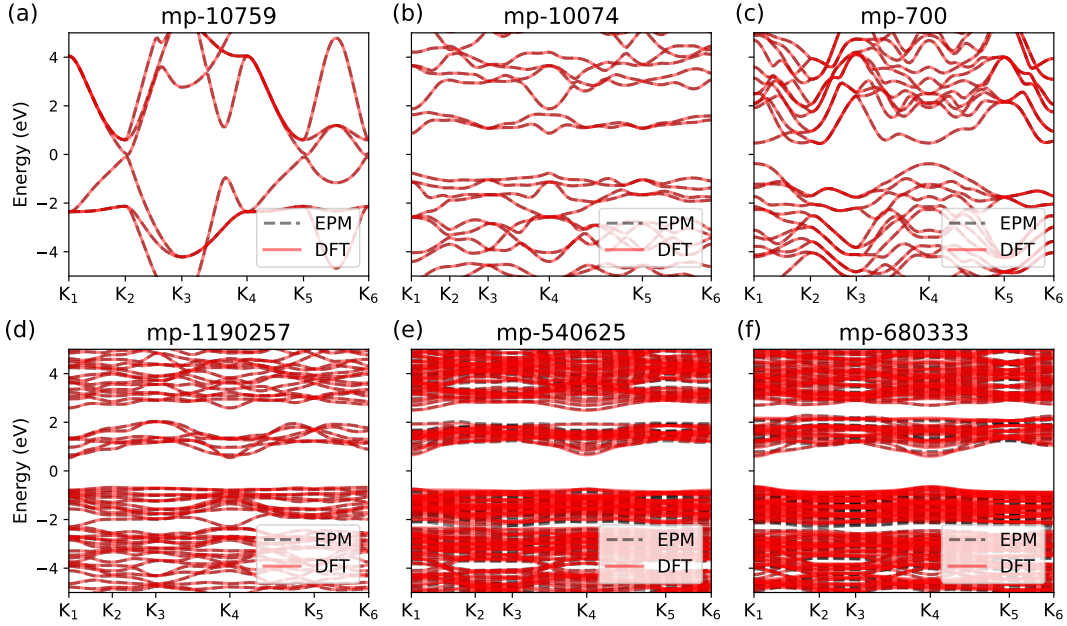 (a) mp-10759
(b) mp-10074
(c) mp-700
Energy (eV)
4
2
0
−2
−4
EPM
DFT
EPM
DFT
EPM
DFT
K1 K2 K3 K4 K5 K6
K1 K2 K3 K4 K5 K6
K1 K2 K3 K4 K5 K6
(d) mp-1190257
(e) mp-540625
(f) mp-680333
Energy (eV)
4
2
0
−2
−4
EPM
DFT
EPM
DFT
EPM
DFT
K1 K2 K3 K4 K5 K6
K1 K2 K3 K4 K5 K6
K1 K2 K3 K4 K5 K6